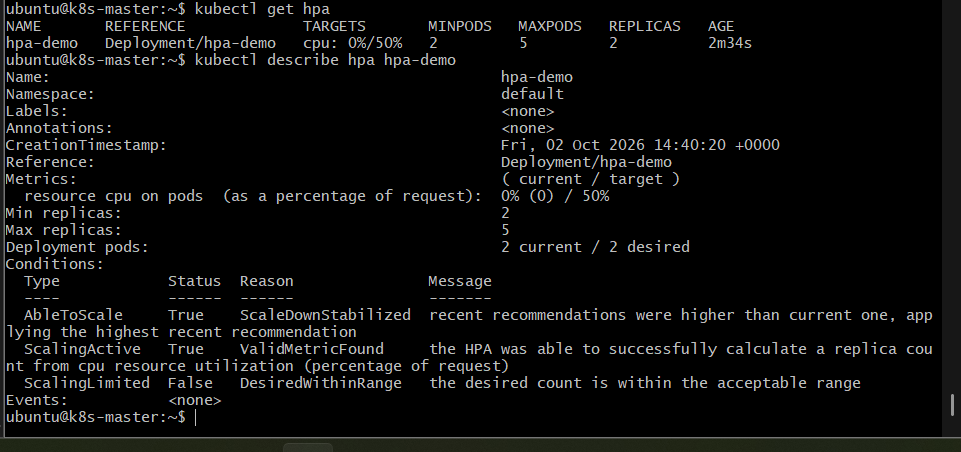 ubuntu@k8s-master:~$ kubectl get hpa
NAME       REFERENCE             TARGETS       MINPODS   MAXPODS   REPLICAS   AGE
hpa-demo   Deployment/hpa-demo   cpu: 0%/50%   2         5         2          2m34s
ubuntu@k8s-master:~$ kubectl describe hpa hpa-demo
Name:                                                  hpa-demo
Namespace:                                             default
Labels:                                                <none>
Annotations:                                           <none>
CreationTimestamp:                                     Fri, 02 Oct 2026 14:40:20 +0000
Reference:                                             Deployment/hpa-demo
Metrics:                                               ( current / target )
  resource cpu on pods  (as a percentage of request):  0% (0) / 50%
Min replicas:                                          2
Max replicas:                                          5
Deployment pods:                                       2 current / 2 desired
Conditions:
  Type            Status  Reason               Message
  ----            ------  ------               -------
  AbleToScale     True    ScaleDownStabilized  recent recommendations were higher than current one, app
lying the highest recent recommendation
  ScalingActive   True    ValidMetricFound     the HPA was able to successfully calculate a replica cou
nt from cpu resource utilization (percentage of request)
  ScalingLimited  False   DesiredWithinRange   the desired count is within the acceptable range
Events:           <none>
ubuntu@k8s-master:~$